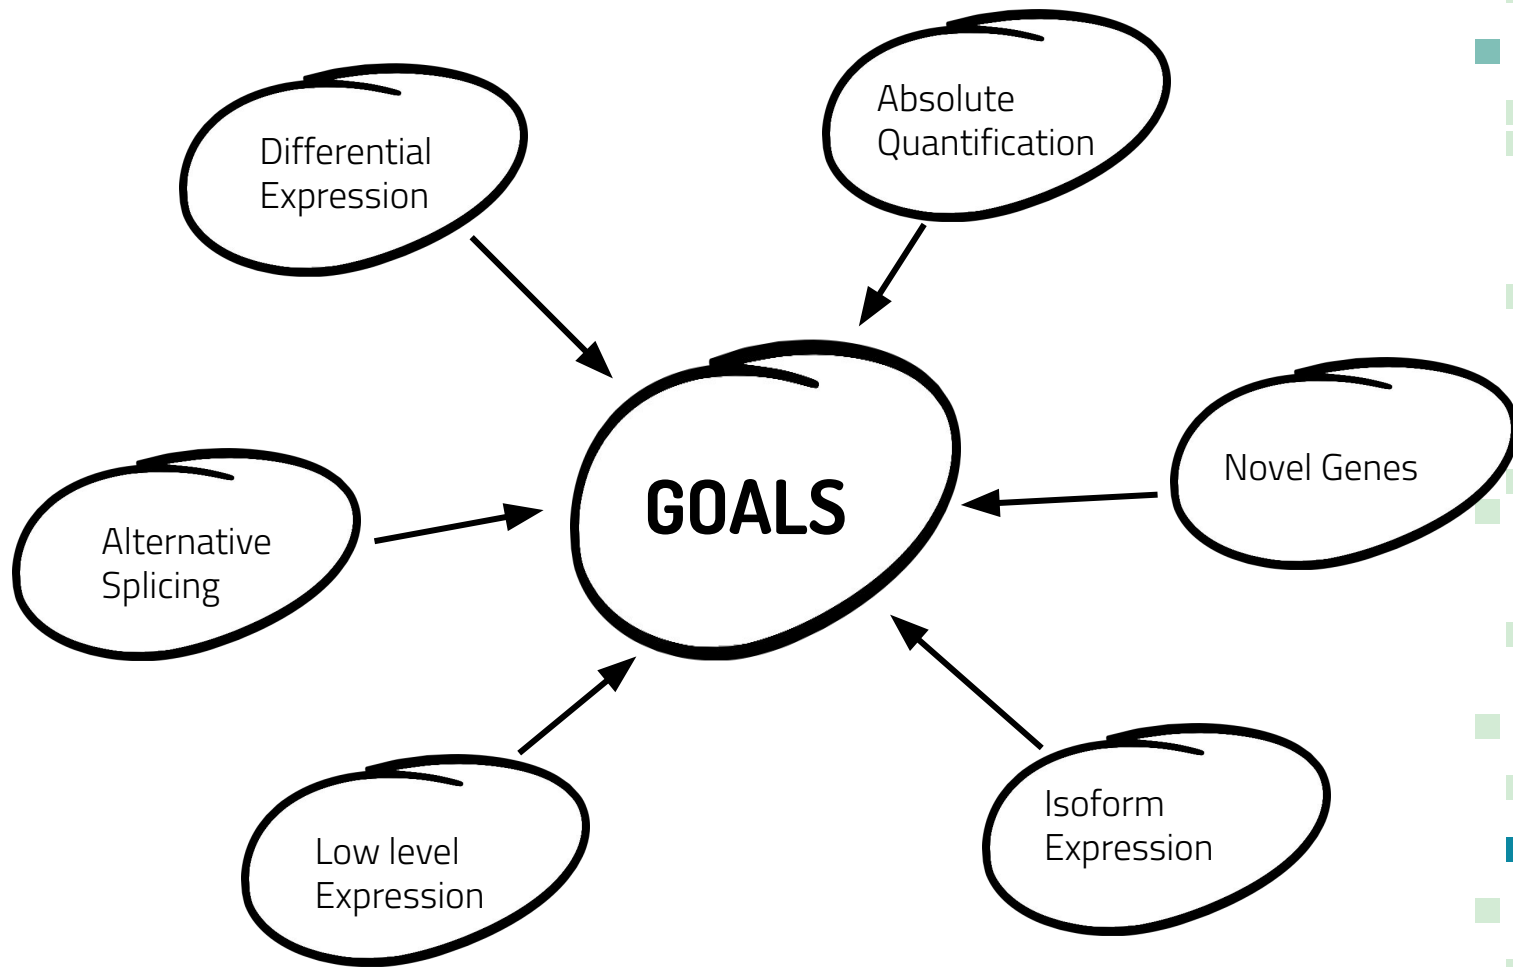 Differential
Expression
Absolute
Quantification
GOALS
Novel Genes
Alternative
Splicing
Low level
Expression
Isoform
Expression